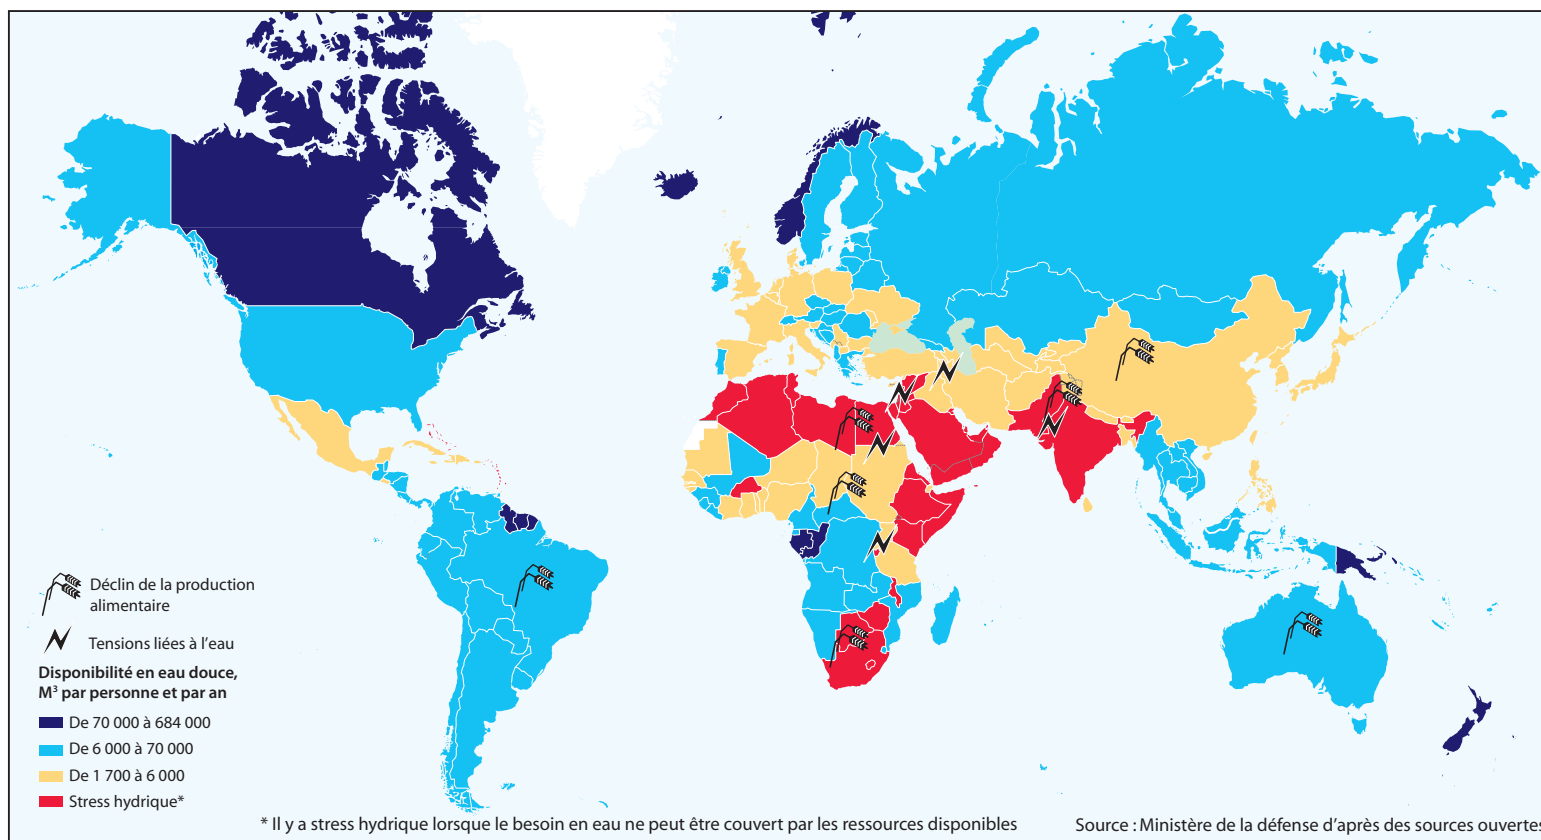 Déclin de la production
alimentaire
Tensions liées à l'eau
Disponibilité en eau douce,
M³ par personne et par an
De 70 000 à 684 000
De 6 000 à 70 000
De 1 700 à 6 000
Stress hydrique*
* Il y a stress hydrique lorsque le besoin en eau ne peut être couvert par les ressources disponibles
Source : Ministère de la défense d'après des sources ouvertes